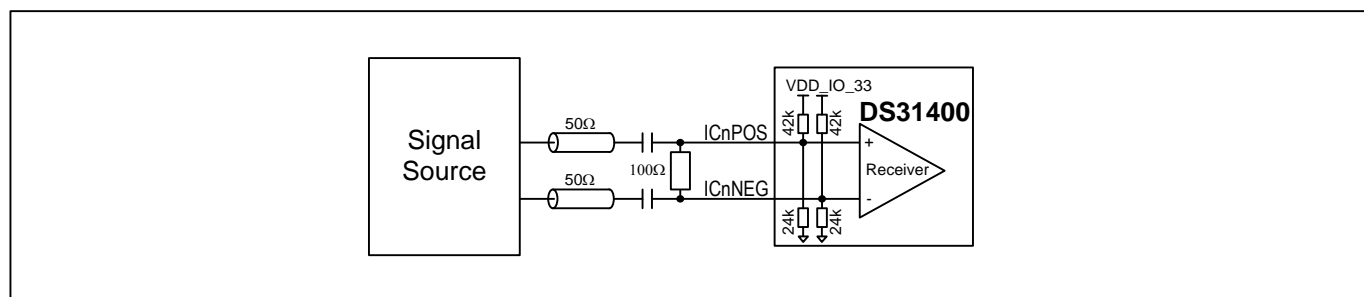 Signal
Source
50Ω
50Ω
100Ω
ICnPOS
ICnNEG
VDD_IO_33
DS31400
42k
42k
+
Receiver
-
24k
24k